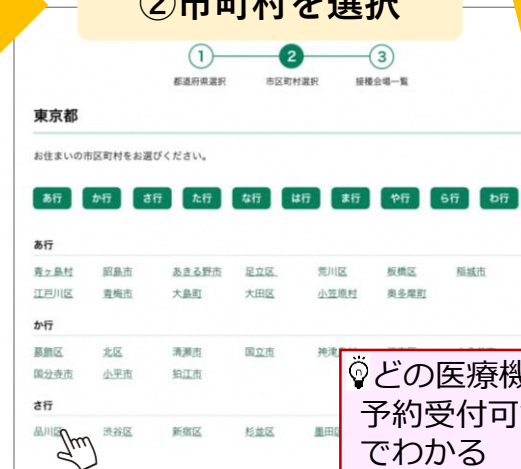 ②市町村を選択
1 2 3
都道府県選択 市区町村選択 接種会場一覧
東京都
お住まいの市区町村をお選びください。
あ行 か行 さ行 た行 な行 は行 ま行 や行 ら行 わ行
あ行
青ヶ島村 昭島市 あきる野市 足立区 荒川区 板橋区 稲城市
江戸川区 青梅市 大島町 大田区 小笠原村 奥多摩町
か行
葛飾区 北区 清瀬市 国立市
国分寺市 小平市 狛江市
さ行
品川区 渋谷区 新宿区 杉並区 墨田区
どの医療機
予約受付可
でわかる